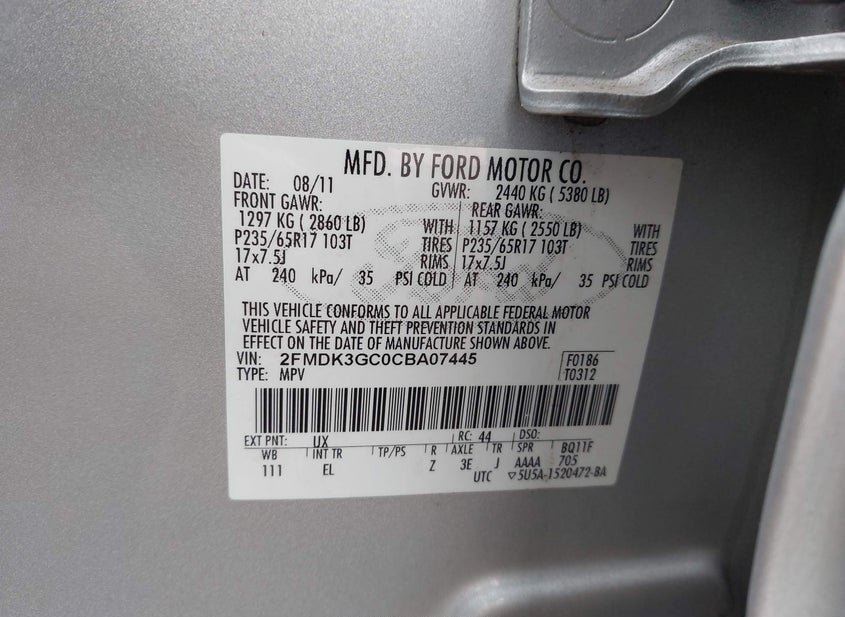 MFD. BY FORD MOTOR CO.
DATE: 08/11 GVWR: 2440 KG ( 5380 LB)
FRONT GAWR: REAR GAWR:
1297 KG ( 2860 LB) WITH 1157 KG ( 2550 LB) WITH
P235/65R17 103T TIRES P235/65R17 103T TIRES
17x7.5J RIMS 17x7.5J RIMS
AT 240 kPa/ 35 PSI COLD AT 240 kPa/ 35 PSI COLD
THIS VEHICLE CONFORMS TO ALL APPLICABLE FEDERAL MOTOR
VEHICLE SAFETY AND THEFT PREVENTION STANDARDS IN
EFFECT ON THE DATE OF MANUFACTURE SHOWN ABOVE.
VIN: 2FMDK3GC0CBA07445 F0186
TYPE: MPV T0312
EXT PNT: UX RC: 44 DSO:
WB INT TR TP/PS R AXLE TR SPR BQ11F
111 EL Z 3E J AAAA 705
UTC ▽5U5A-1520472-BA